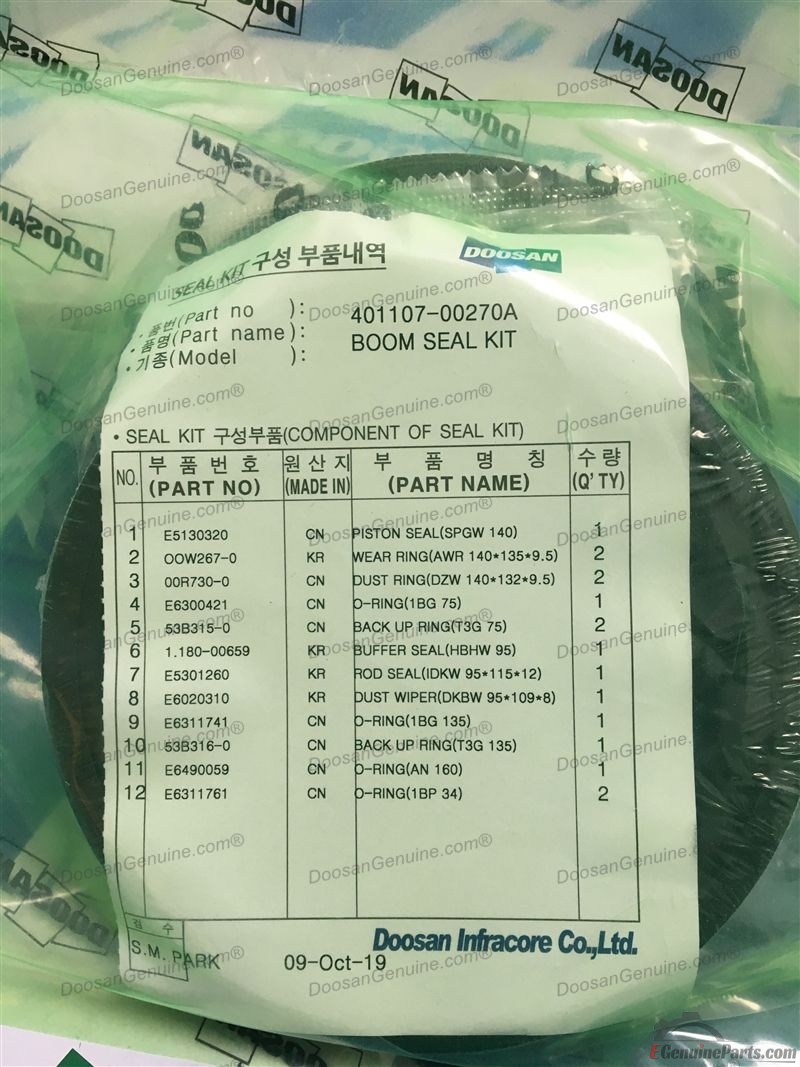 DOOSAN
SEAL KIT 구성 부품내역
· 품번(Part no ): 401107-00270A
· 품명(Part name): BOOM SEAL KIT
· 기종(Model ):
· SEAL KIT 구성부품(COMPONENT OF SEAL KIT)
NO. 부 품 번 호 (PART NO) 원 산 지 (MADE IN) 부 품 명 칭 (PART NAME) 수 량 (Q' TY)
1 E5130320 CN PISTON SEAL(SPGW 140) 1
2 OOW267-0 KR WEAR RING(AWR 140*135*9.5) 2
3 00R730-0 CN DUST RING(DZW 140*132*9.5) 2
4 E6300421 CN O-RING(1BG 75) 1
5 53B315-0 CN BACK UP RING(T3G 75) 2
6 1.180-00659 KR BUFFER SEAL(HBHW 95) 1
7 E5301260 KR ROD SEAL(IDKW 95*115*12) 1
8 E6020310 KR DUST WIPER(DKBW 95*109*8) 1
9 E6311741 CN O-RING(1BG 135) 1
10 53B316-0 CN BACK UP RING(T3G 135) 1
11 E6490059 CN O-RING(AN 160) 1
12 E6311761 CN O-RING(1BP 34) 2
검 수
S.M. PARK
09-Oct-19
Doosan Infracore Co.,Ltd.
DoosanGenuine.com®
EGenuineParts.com